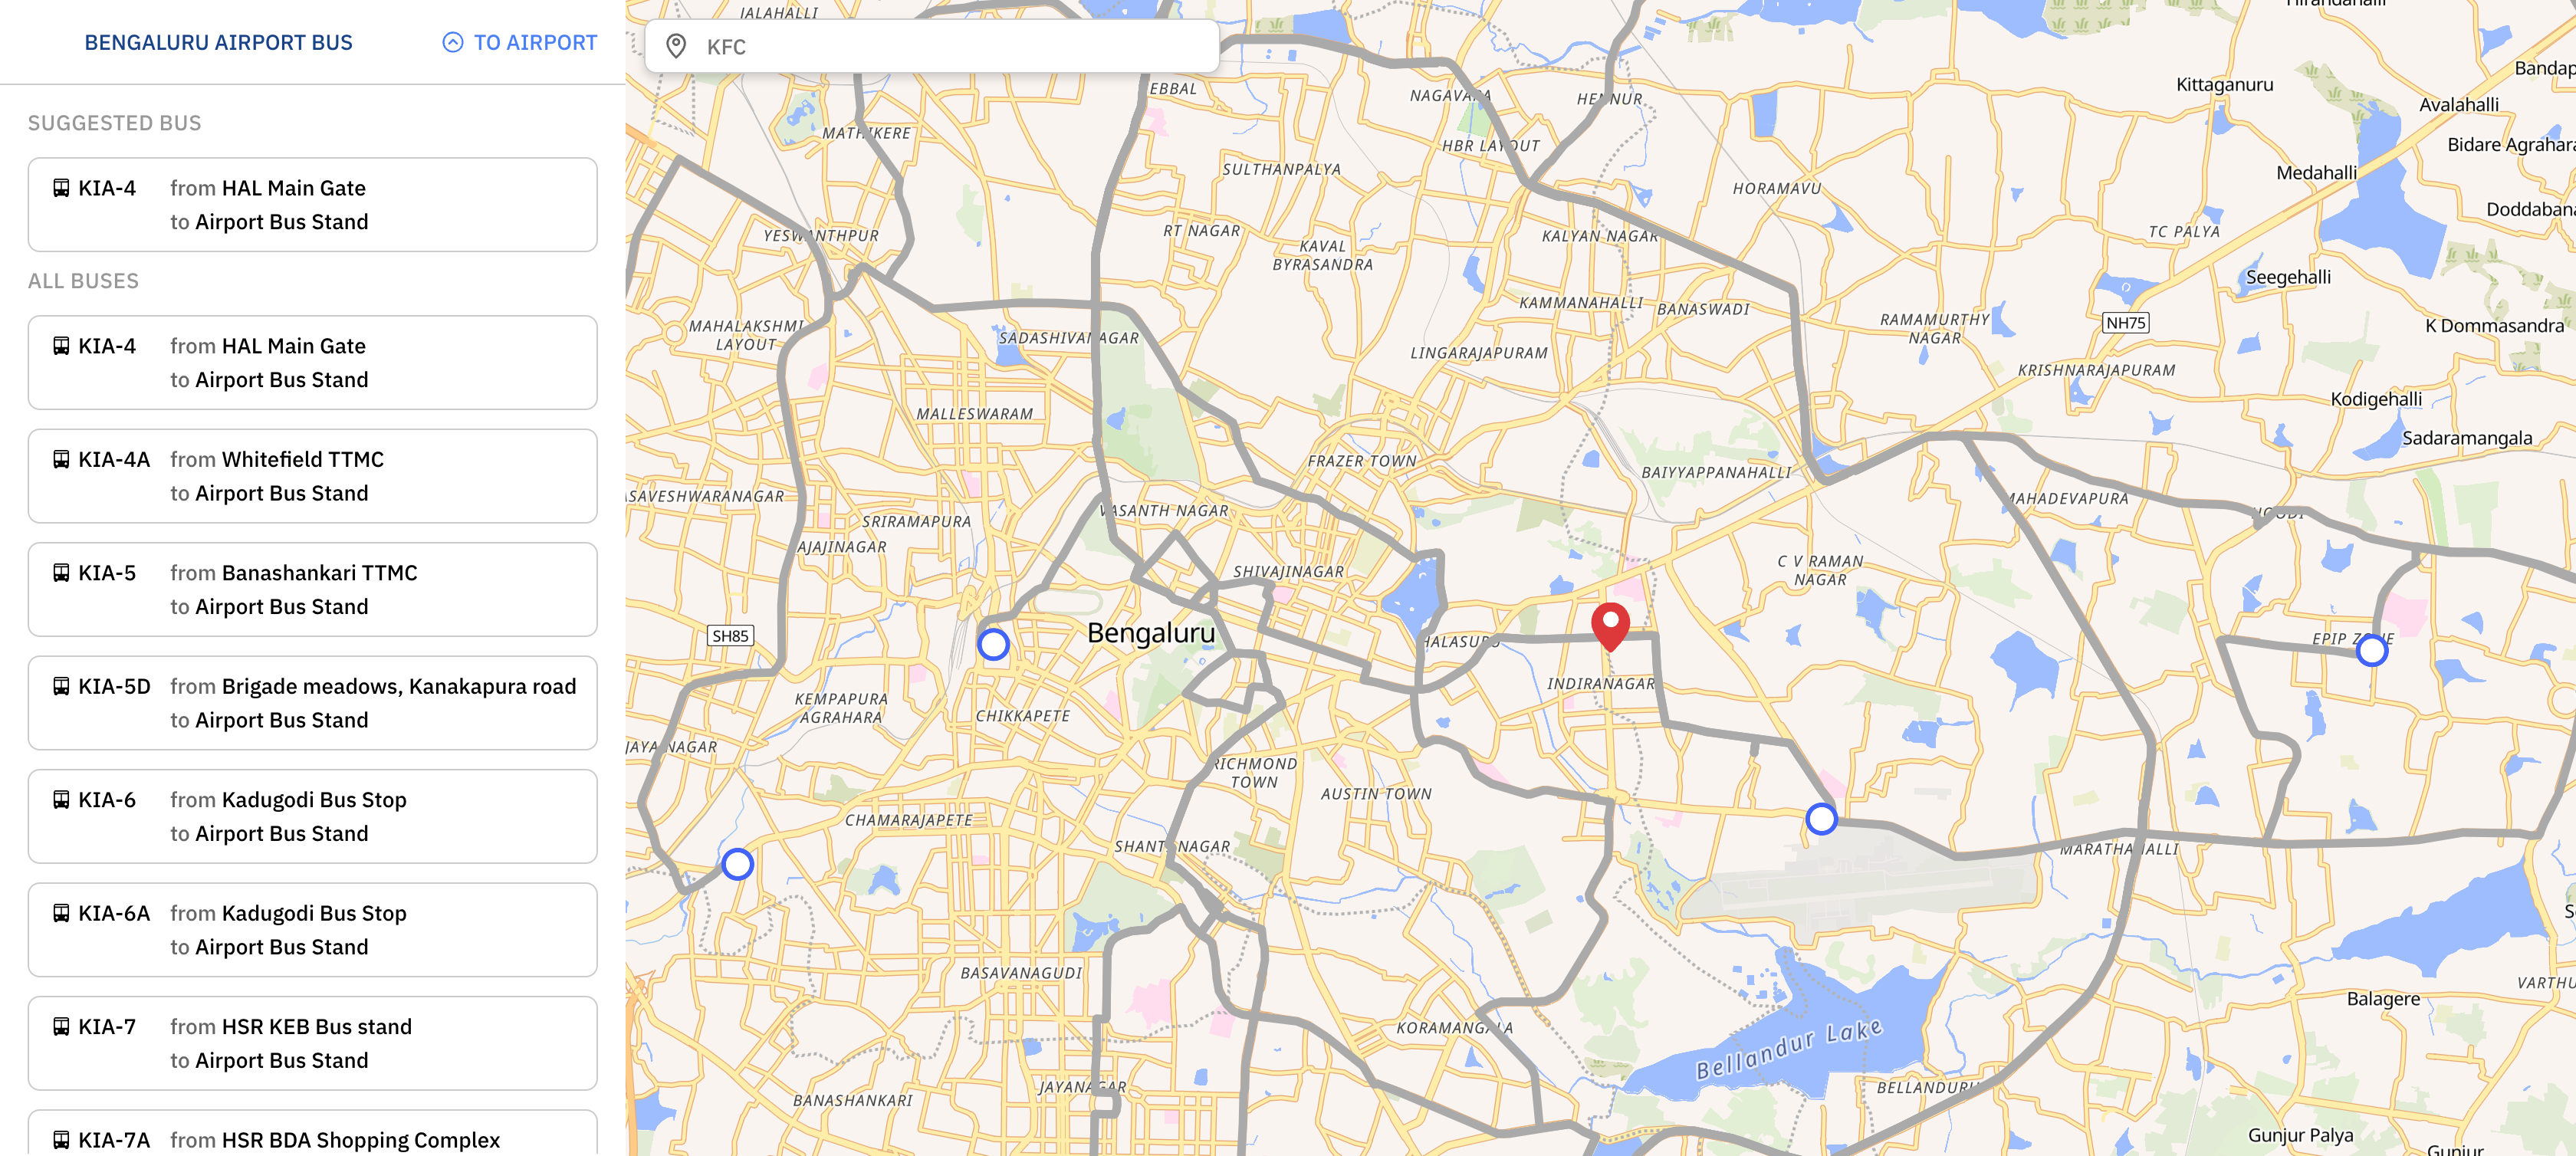 BENGALURU AIRPORT BUS
TO AIRPORT
SUGGESTED BUS
KIA-4 from HAL Main Gate
to Airport Bus Stand
ALL BUSES
KIA-4 from HAL Main Gate
to Airport Bus Stand
KIA-4A from Whitefield TTMC
to Airport Bus Stand
KIA-5 from Banashankari TTMC
to Airport Bus Stand
KIA-5D from Brigade meadows, Kanakapura road
to Airport Bus Stand
KIA-6 from Kadugodi Bus Stop
to Airport Bus Stand
KIA-6A from Kadugodi Bus Stop
to Airport Bus Stand
KIA-7 from HSR KEB Bus stand
to Airport Bus Stand
KIA-7A from HSR BDA Shopping Complex
KFC
JALAHALLI
EBBAL
NAGAVARA
HENNUR
Kittaganuru
Bandap
Avalahalli
MATHIKERE
HBR LAYOUT
Bidare Agrahara
SULTHANPALYA
Medahalli
HORAMAVU
Doddabana
YESWANTHPUR
RT NAGAR
KAVAL
BYRASANDRA
KALYAN NAGAR
TC PALYA
Seegehalli
KAMMANAHALLI
BANASWADI
MAHALAKSHMI
LAYOUT
SADASHIVANAGAR
RAMAMURTHY
NAGAR
NH75
K Dommasandra
LINGARAJAPURAM
KRISHNARAJAPURAM
Kodigehalli
MALLESWARAM
Sadaramangala
FRAZER TOWN
BAIYYAPPANAHALLI
ASAVESHWARANAGAR
MAHADEVAPURA
HOODI
SRIRAMAPURA
VASANTH NAGAR
AJAJINAGAR
SHIVAJINAGAR
C V RAMAN
NAGAR
SH85
Bengaluru
HALASURU
EPIP ZONE
INDIRANAGAR
KEMPAPURA
AGRAHARA
CHIKKAPETE
JAYANAGAR
RICHMOND
TOWN
AUSTIN TOWN
CHAMARAJAPETE
SHANTINAGAR
MARATHAHALLI
BASAVANAGUDI
VARTHU
Balagere
KORAMANGALA
Bellandur Lake
JAYANAGAR
BELLANDURU
BANASHANKARI
Gunjur Palya
Gunjur